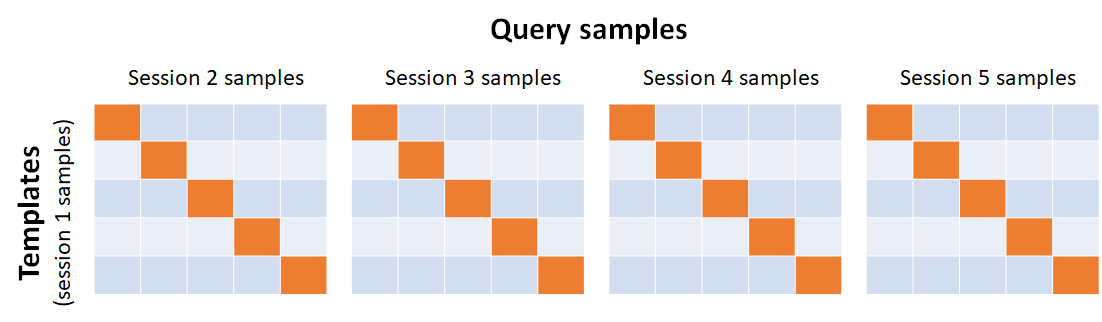 Query samples
Session 2 samples
Session 3 samples
Session 4 samples
Session 5 samples
Templates
(session 1 samples)